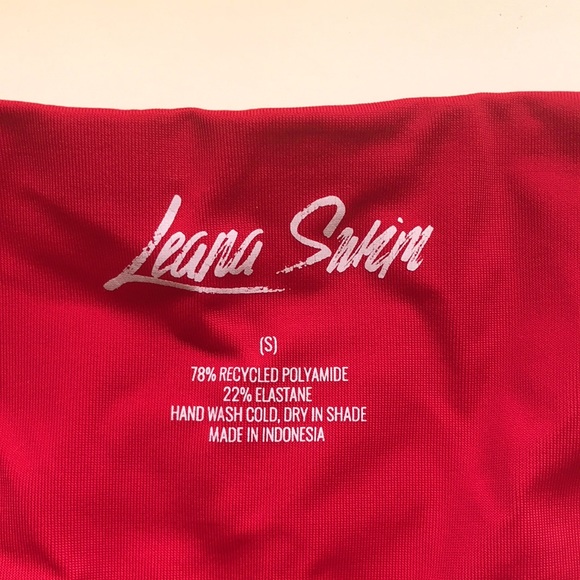 Leana Swim
(S)
78% RECYCLED POLYAMIDE
22% ELASTANE
HAND WASH COLD, DRY IN SHADE
MADE IN INDONESIA